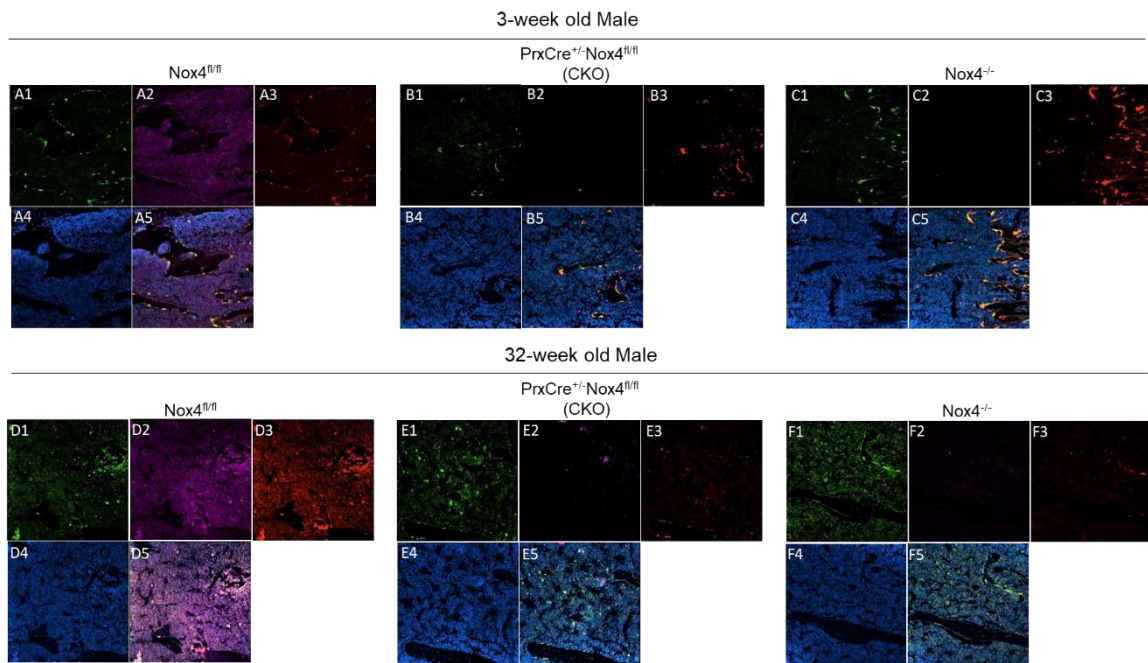 3-week old Male
Nox4fl/fl
PrxCre+/-Nox4fl/fl
(CKO)
Nox4-/-
A1 A2 A3
B1 B2 B3
C1 C2 C3
A4 A5
B4 B5
C4 C5
32-week old Male
Nox4fl/fl
PrxCre+/-Nox4fl/fl
(CKO)
Nox4-/-
D1 D2 D3
E1 E2 E3
F1 F2 F3
D4 D5
E4 E5
F4 F5